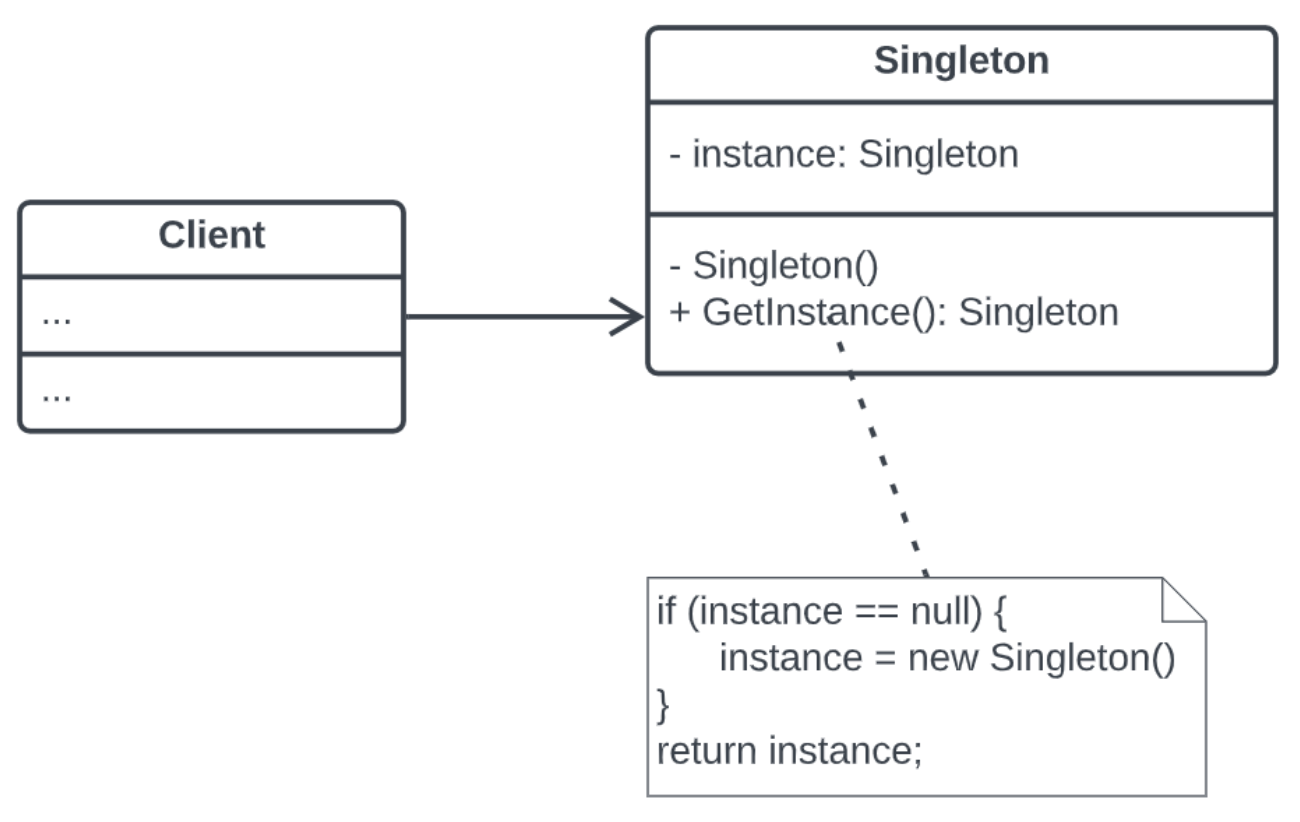 Singleton
- instance: Singleton
- Singleton()
+ GetInstance(): Singleton
Client
...
...
if (instance == null) {
instance = new Singleton()
}
return instance;